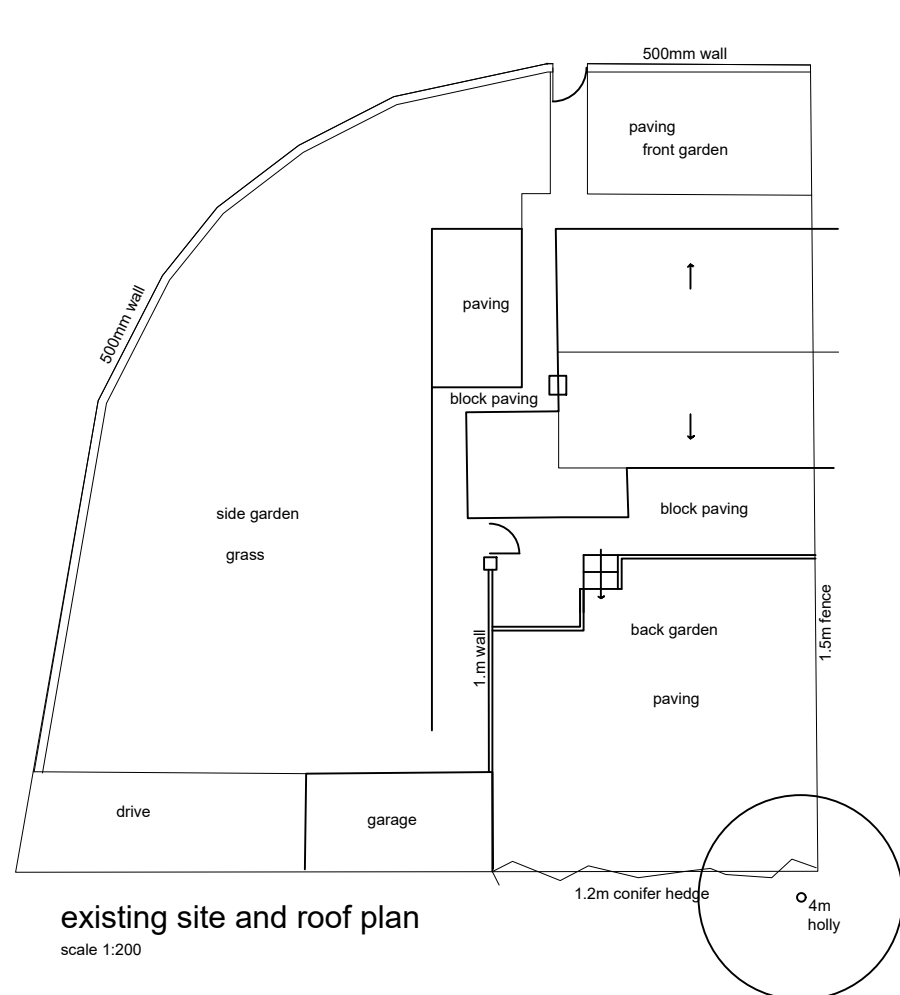 500mm wall
paving
front garden
500mm wall
paving
block paving
side garden
grass
block paving
1.m wall
back garden
1.5m fence
paving
drive
garage
1.2m conifer hedge
4m
holly
existing site and roof plan
scale 1:200